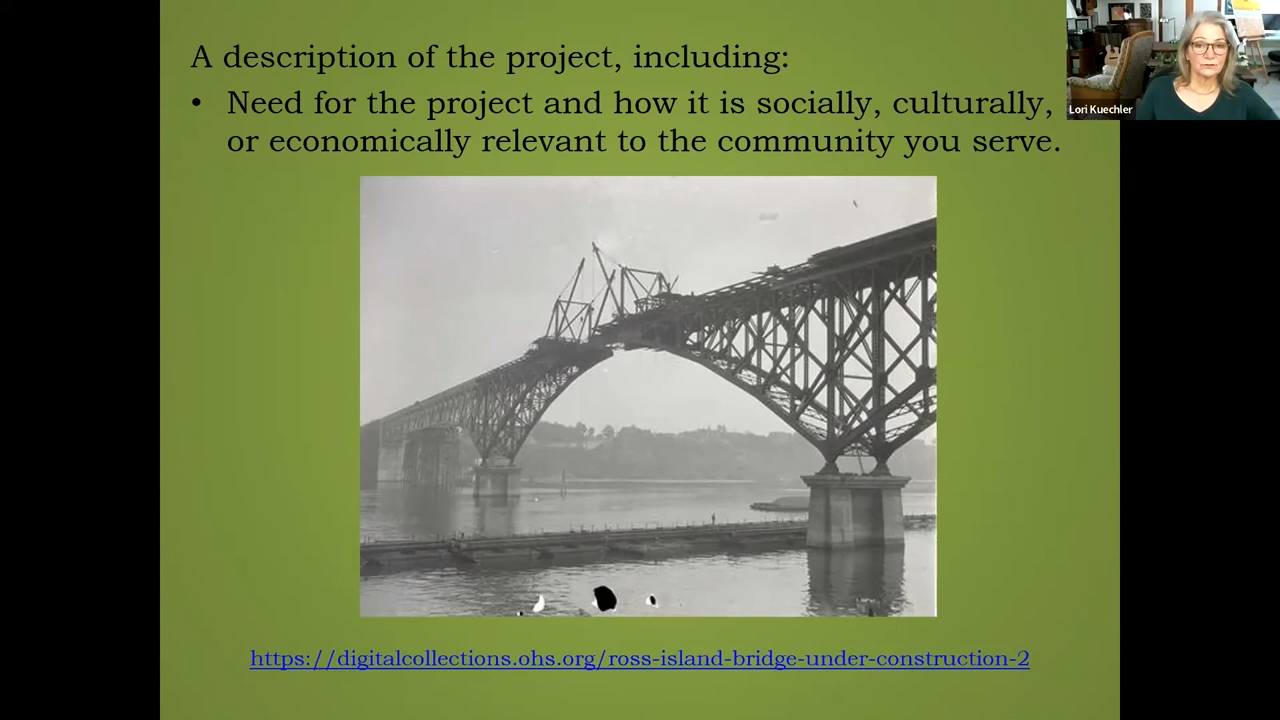 A description of the project, including:
• Need for the project and how it is socially, culturally,
or economically relevant to the community you serve.
Lori Kuechler
https://digitalcollections.ohs.org/ross-island-bridge-under-construction-2